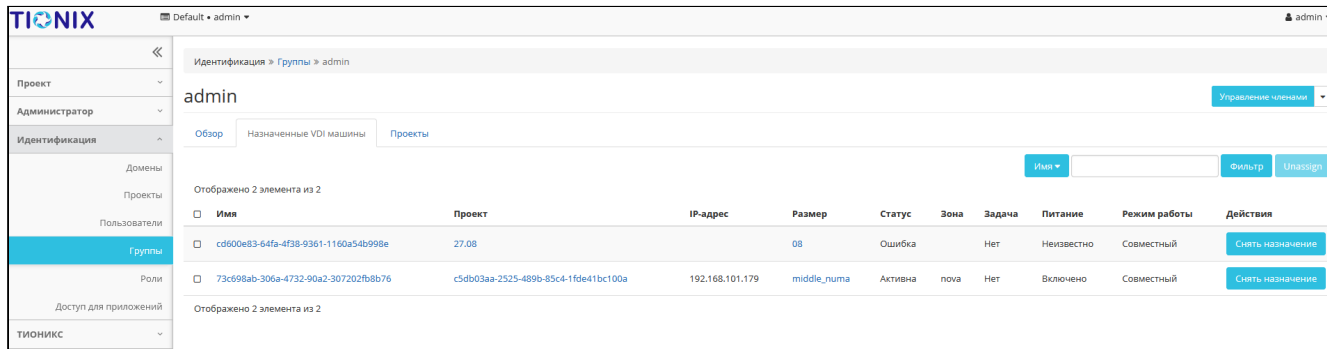 TIONIX
Default • admin
admin
Идентификация » Группы » admin
Проект
Администратор
Идентификация
Домены
Проекты
Пользователи
Группы
Роли
Доступ для приложений
ТИОНИКС
admin
Управление членами
Обзор Назначенные VDI машины Проекты
Имя Фильтр Unassign
Отображено 2 элемента из 2
Имя Проект IP-адрес Размер Статус Зона Задача Питание Режим работы Действия
cd600e83-64fa-4f38-9361-1160a54b998e 27.08 08 Ошибка Нет Неизвестно Совместный Снять назначение
73c698ab-306a-4732-90a2-307202fb8b76 c5db03aa-2525-489b-85c4-1fde41bc100a 192.168.101.179 middle_numa Активна nova Нет Включено Совместный Снять назначение
Отображено 2 элемента из 2